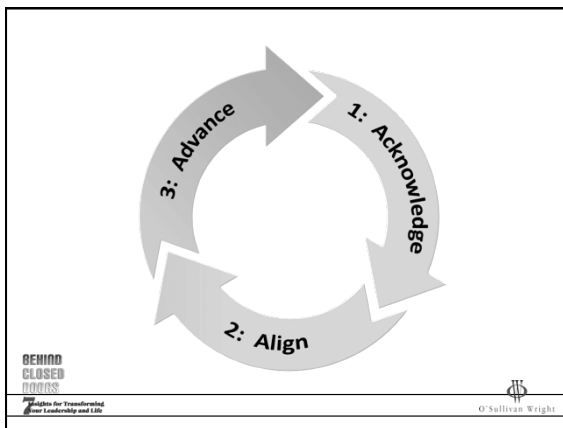 1: Acknowledge
2: Align
3: Advance
BEHIND
CLOSED
DOORS
7 Insights for Transforming
Your Leadership and Life
O'Sullivan Wright